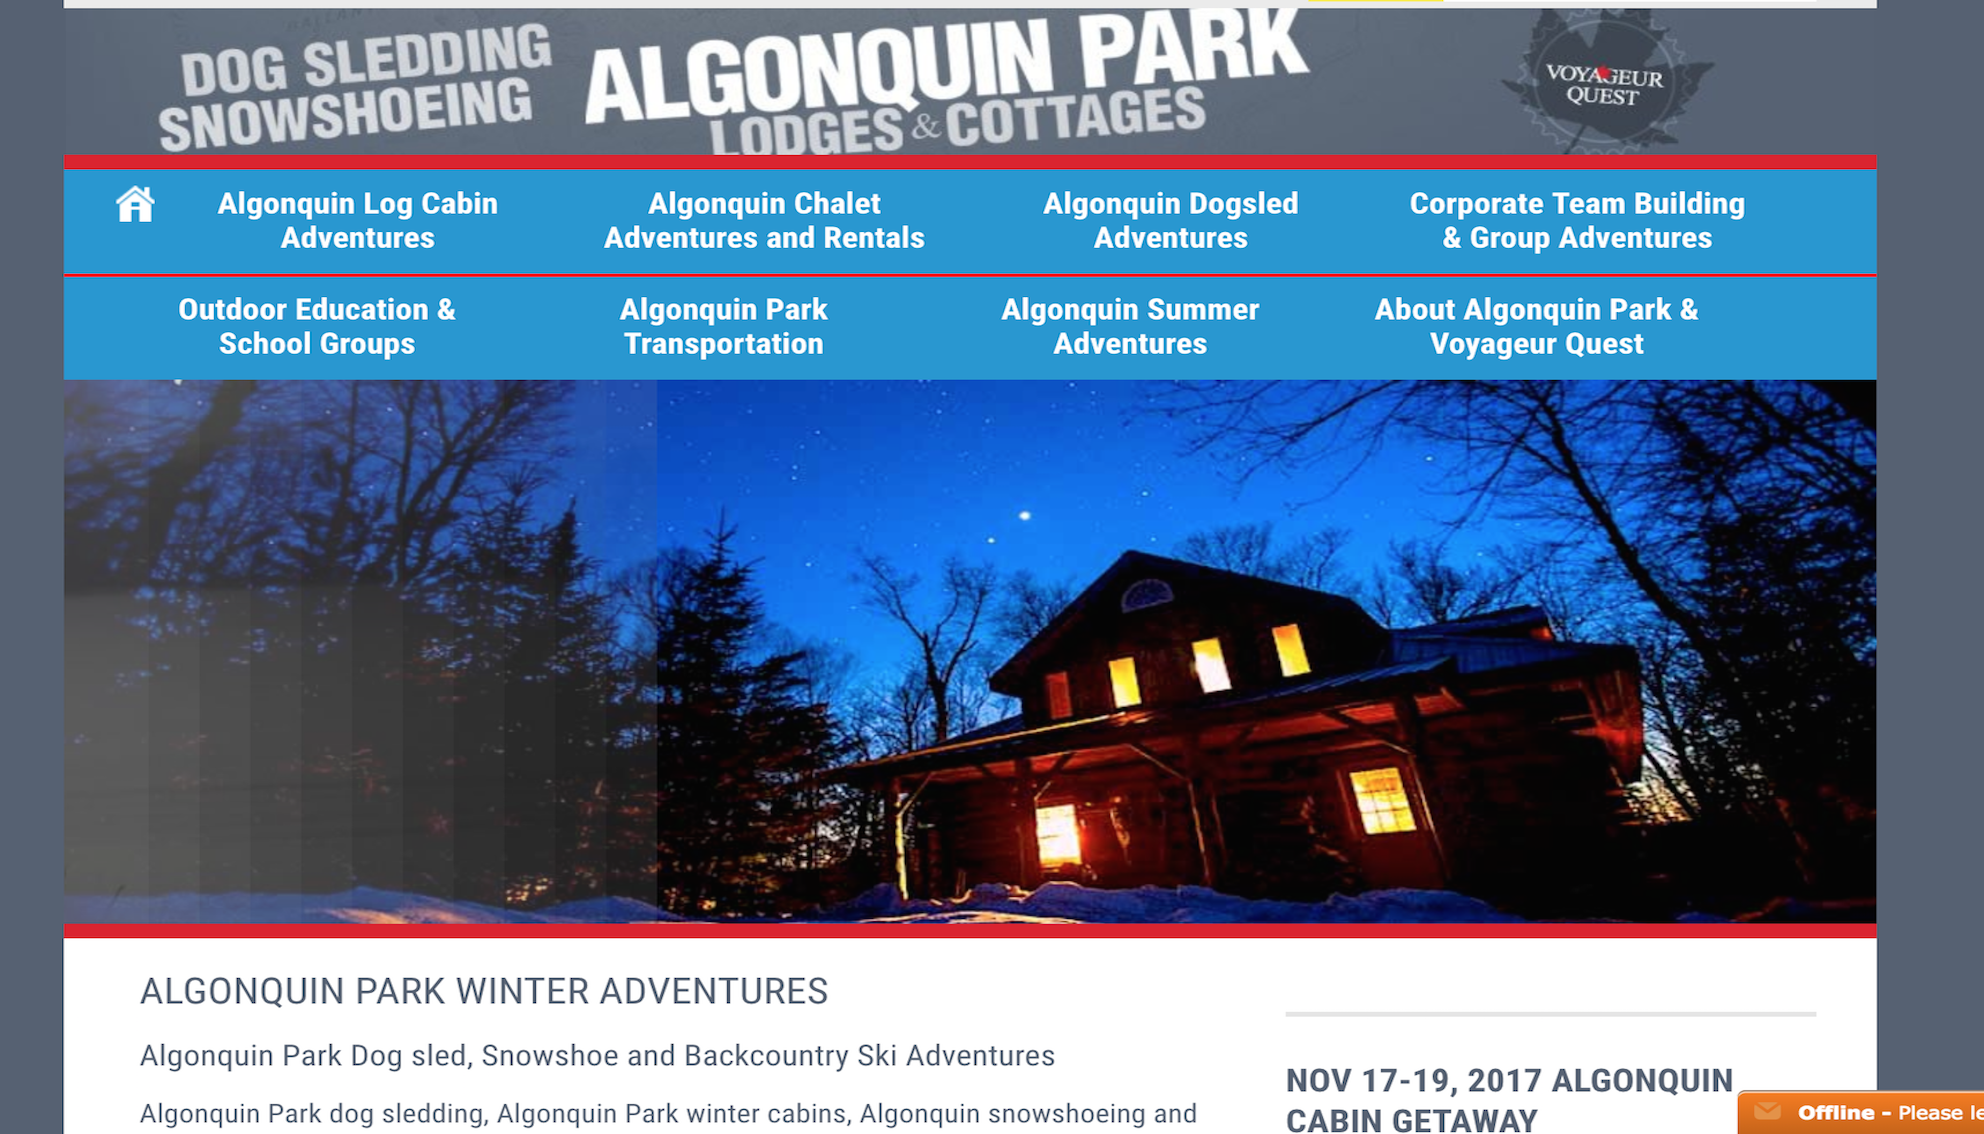 DOG SLEDDING
SNOWSHOEING
ALGONQUIN PARK
LODGES & COTTAGES
VOYAGEUR
QUEST
Algonquin Log Cabin
Adventures
Algonquin Chalet
Adventures and Rentals
Algonquin Dogsled
Adventures
Corporate Team Building
& Group Adventures
Outdoor Education &
School Groups
Algonquin Park
Transportation
Algonquin Summer
Adventures
About Algonquin Park &
Voyageur Quest
ALGONQUIN PARK WINTER ADVENTURES
Algonquin Park Dog sled, Snowshoe and Backcountry Ski Adventures
Algonquin Park dog sledding, Algonquin Park winter cabins, Algonquin snowshoeing and
NOV 17-19, 2017 ALGONQUIN
CABIN GETAWAY
Offline - Please le